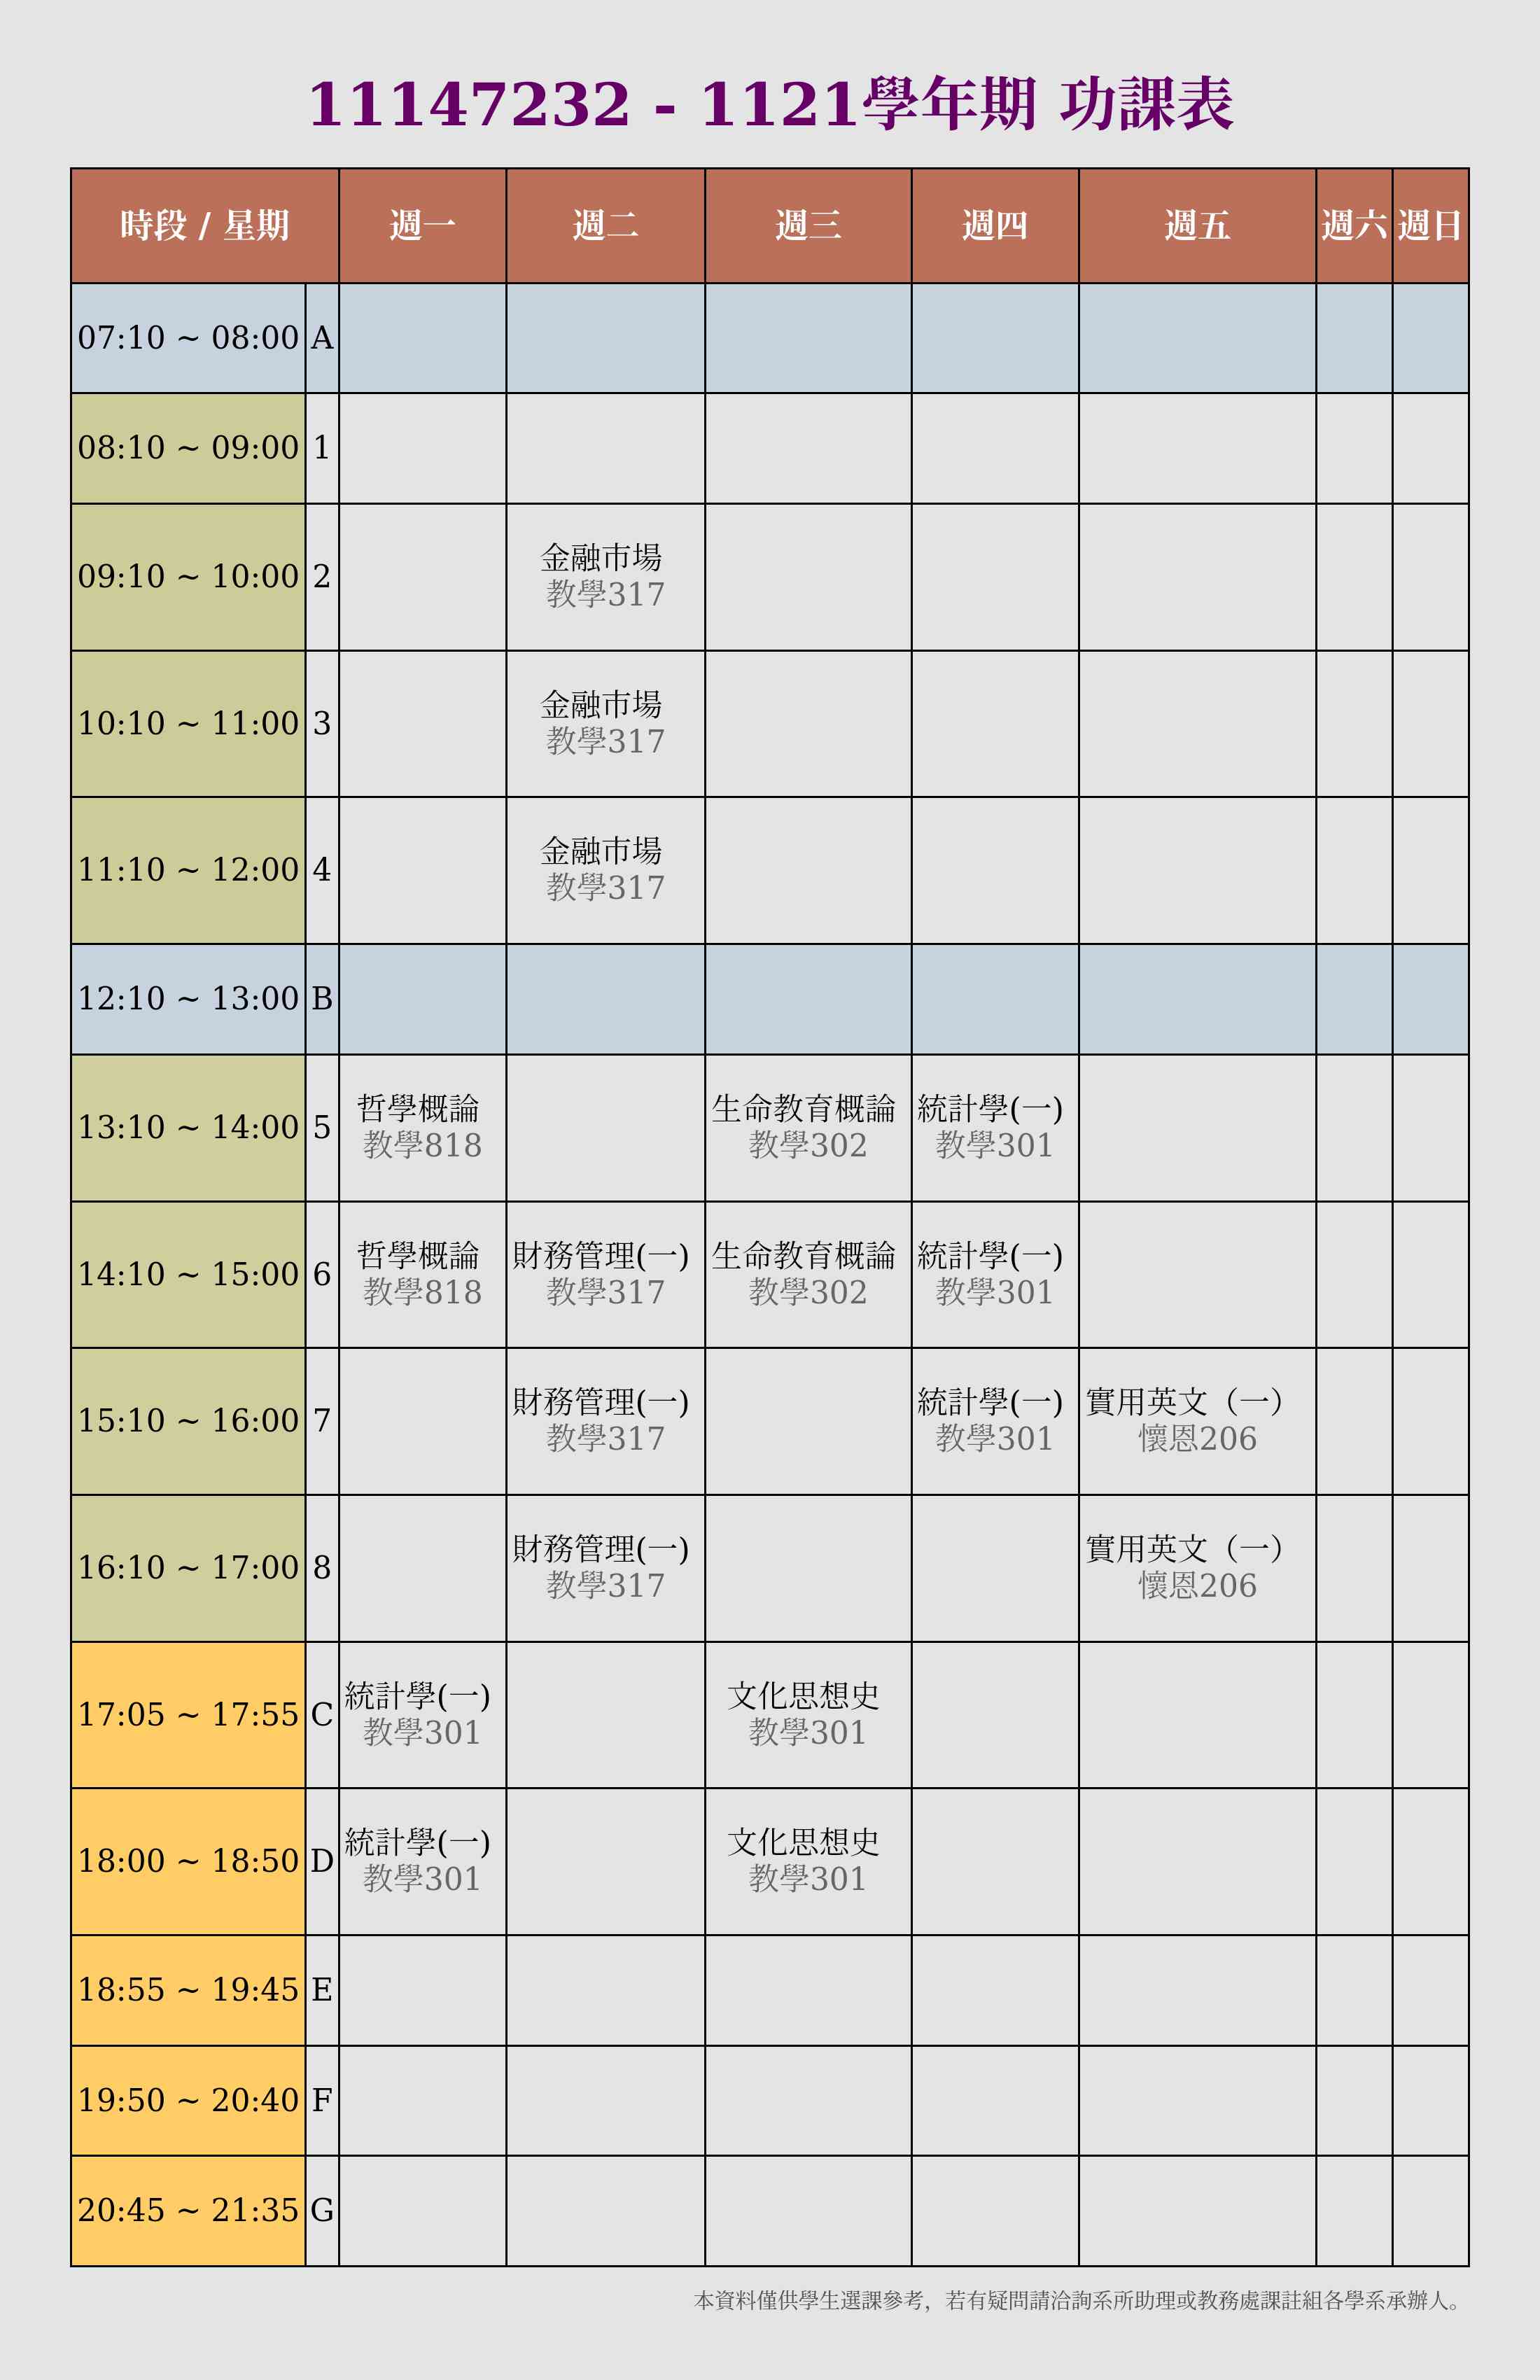 11147232 - 1121學年期 功課表
時段 / 星期 週一 週二 週三 週四 週五 週六 週日
07:10 ~ 08:00 A
08:10 ~ 09:00 1
09:10 ~ 10:00 2 金融市場
教學317
10:10 ~ 11:00 3 金融市場
教學317
11:10 ~ 12:00 4 金融市場
教學317
12:10 ~ 13:00 B
13:10 ~ 14:00 5 哲學概論 生命教育概論 統計學(一)
教學818 教學302 教學301
14:10 ~ 15:00 6 哲學概論 財務管理(一) 生命教育概論 統計學(一)
教學818 教學317 教學302 教學301
15:10 ~ 16:00 7 財務管理(一) 統計學(一) 實用英文（一）
教學317 教學301 懷恩206
16:10 ~ 17:00 8 財務管理(一) 實用英文（一）
教學317 懷恩206
17:05 ~ 17:55 C 統計學(一) 文化思想史
教學301 教學301
18:00 ~ 18:50 D 統計學(一) 文化思想史
教學301 教學301
18:55 ~ 19:45 E
19:50 ~ 20:40 F
20:45 ~ 21:35 G
本資料僅供學生選課參考，若有疑問請洽詢系所助理或教務處課註組各學系承辦人。